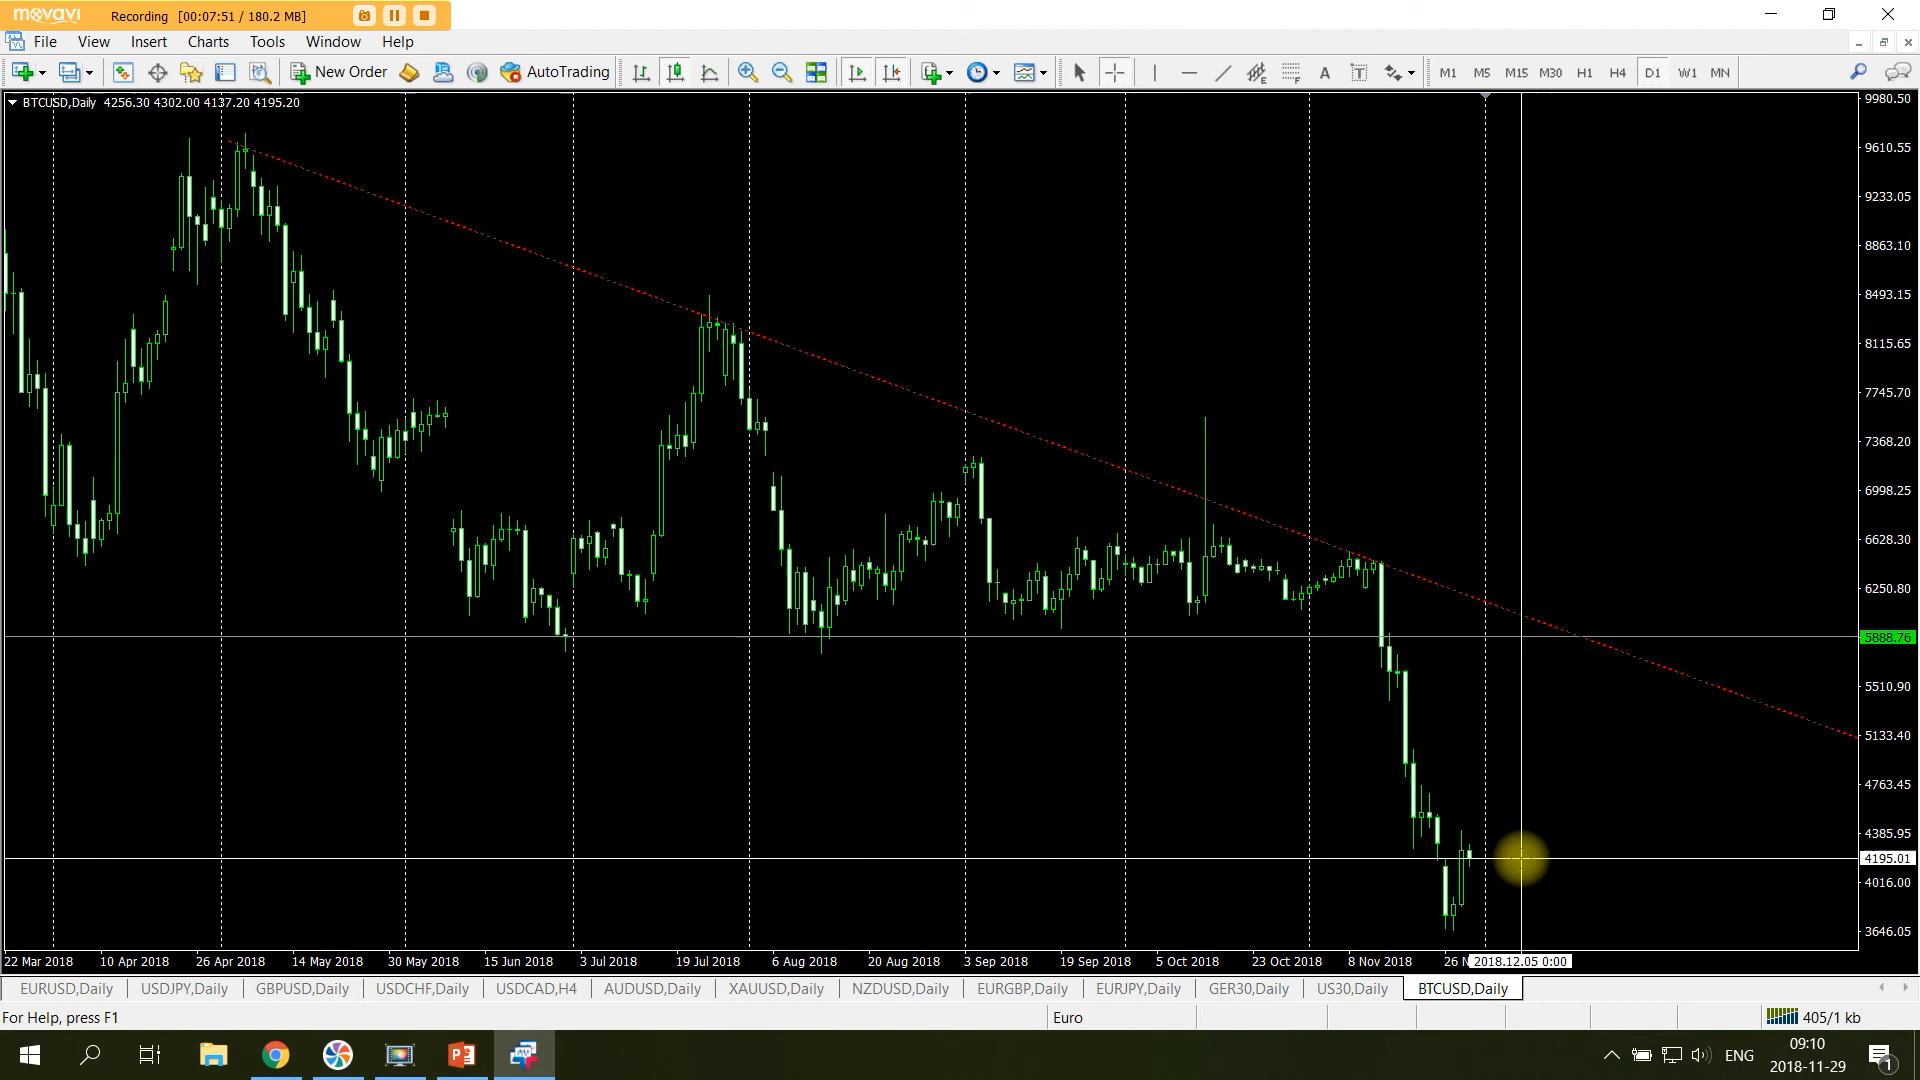 movavi Recording [00:07:51 / 180.2 MB]
File View Insert Charts Tools Window Help
New Order AutoTrading A T M1 M5 M15 M30 H1 H4 D1 W1 MN
BTCUSD,Daily 4256.30 4302.00 4137.20 4195.20
9980.50
9610.55
9233.05
8863.10
8493.15
8115.65
7745.70
7368.20
6998.25
6628.30
6250.80
5888.76
5510.90
5133.40
4763.45
4385.95
4195.01
4016.00
3646.05
22 Mar 2018 10 Apr 2018 26 Apr 2018 14 May 2018 30 May 2018 15 Jun 2018 3 Jul 2018 19 Jul 2018 6 Aug 2018 20 Aug 2018 3 Sep 2018 19 Sep 2018 5 Oct 2018 23 Oct 2018 8 Nov 2018 26 N 2018.12.05 0:00
EURUSD,Daily USDJPY,Daily GBPUSD,Daily USDCHF,Daily USDCAD,H4 AUDUSD,Daily XAUUSD,Daily NZDUSD,Daily EURGBP,Daily EURJPY,Daily GER30,Daily US30,Daily BTCUSD,Daily
For Help, press F1 Euro 405/1 kb
ENG 09:10
2018-11-29 1